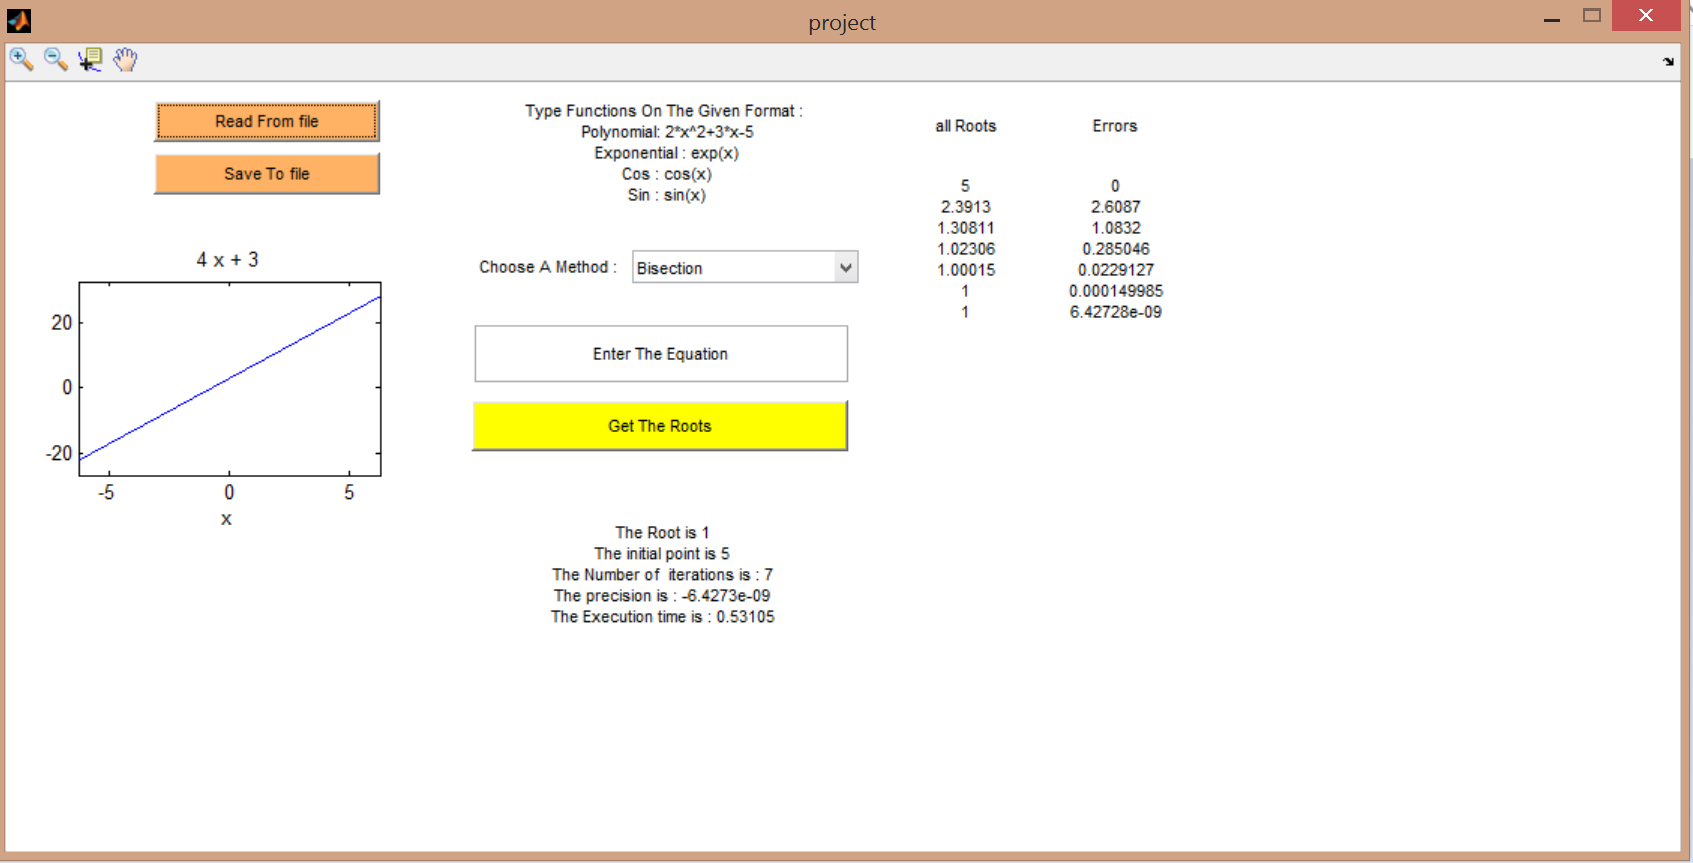 project
Read From file
Save To file
Type Functions On The Given Format :
Polynomial: 2*x^2+3*x-5
Exponential : exp(x)
Cos : cos(x)
Sin : sin(x)
Choose A Method :
Bisection
Enter The Equation
Get The Roots
The Root is 1
The initial point is 5
The Number of  iterations is : 7
The precision is : -6.4273e-09
The Execution time is : 0.53105
4 x + 3
20
0
-20
-5 0 5
x
all Roots Errors
5 0
2.3913 2.6087
1.30811 1.0832
1.02306 0.285046
1.00015 0.0229127
1 0.000149985
1 6.42728e-09